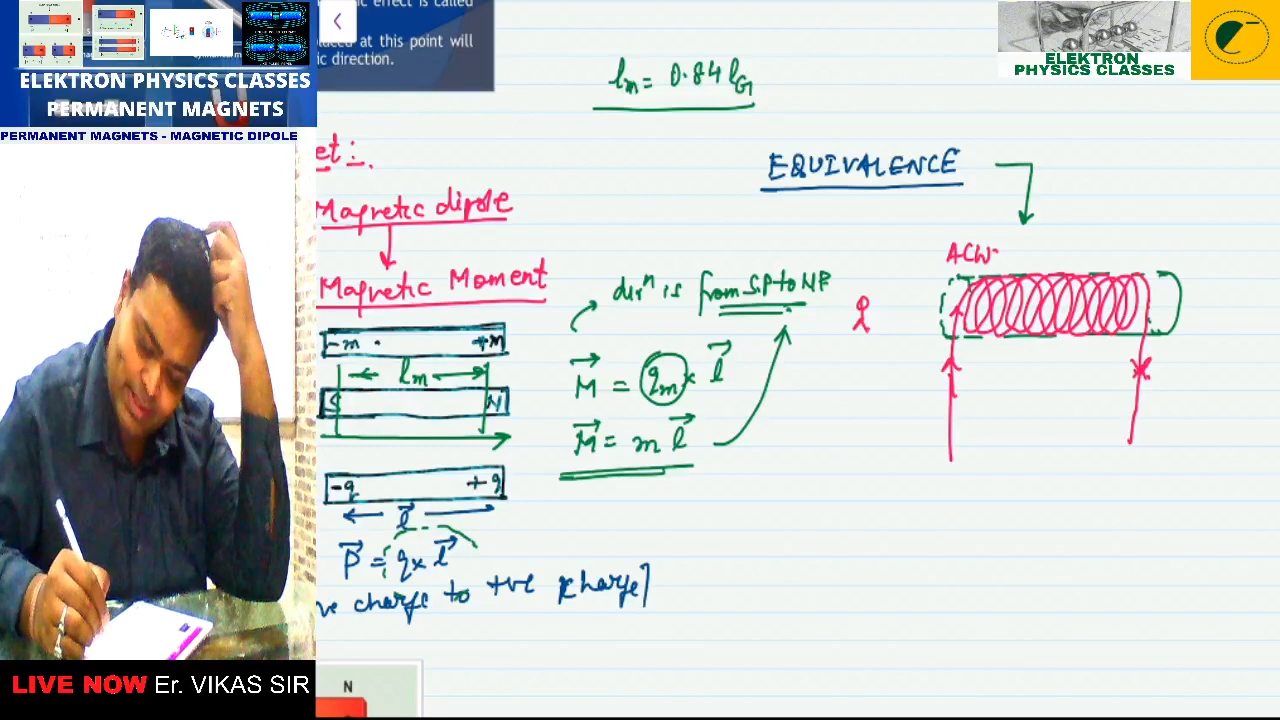 ELEKTRON PHYSICS CLASSES
PERMANENT MAGNETS
PERMANENT MAGNETS - MAGNETIC DIPOLE
effect is called
at this point will
ic direction.
lm = 0.84 lG
ELEKTRON
PHYSICS CLASSES
EQUIVALENCE
et :-
Magnetic dipole
Magnetic Moment
dirⁿ is from SP to NP
ACW
-m +m
lm
S N
M = qm × l
M = m l
-q +q
l
P = q × l
ve charge to +ve charge]
N
LIVE NOW Er. VIKAS SIR